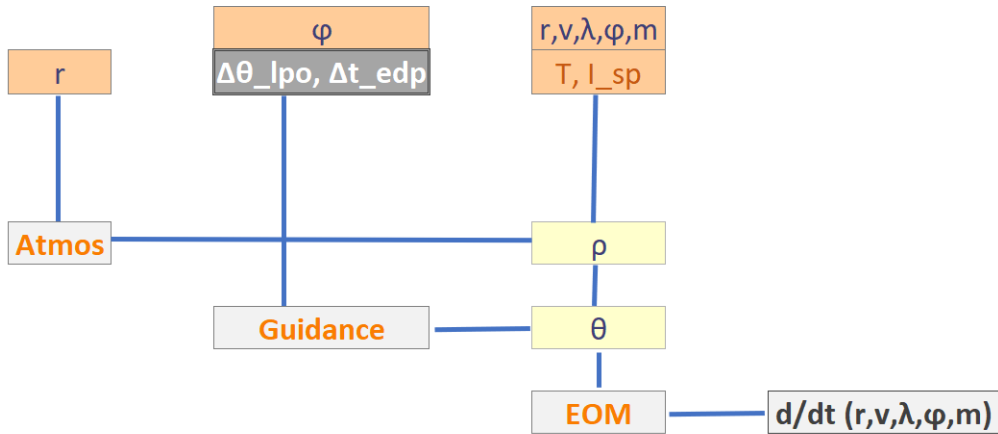 φ
r,v,λ,φ,m
r
Δθ_lpo, Δt_edp
T, I_sp
Atmos
ρ
Guidance
θ
EOM
d/dt (r,v,λ,φ,m)